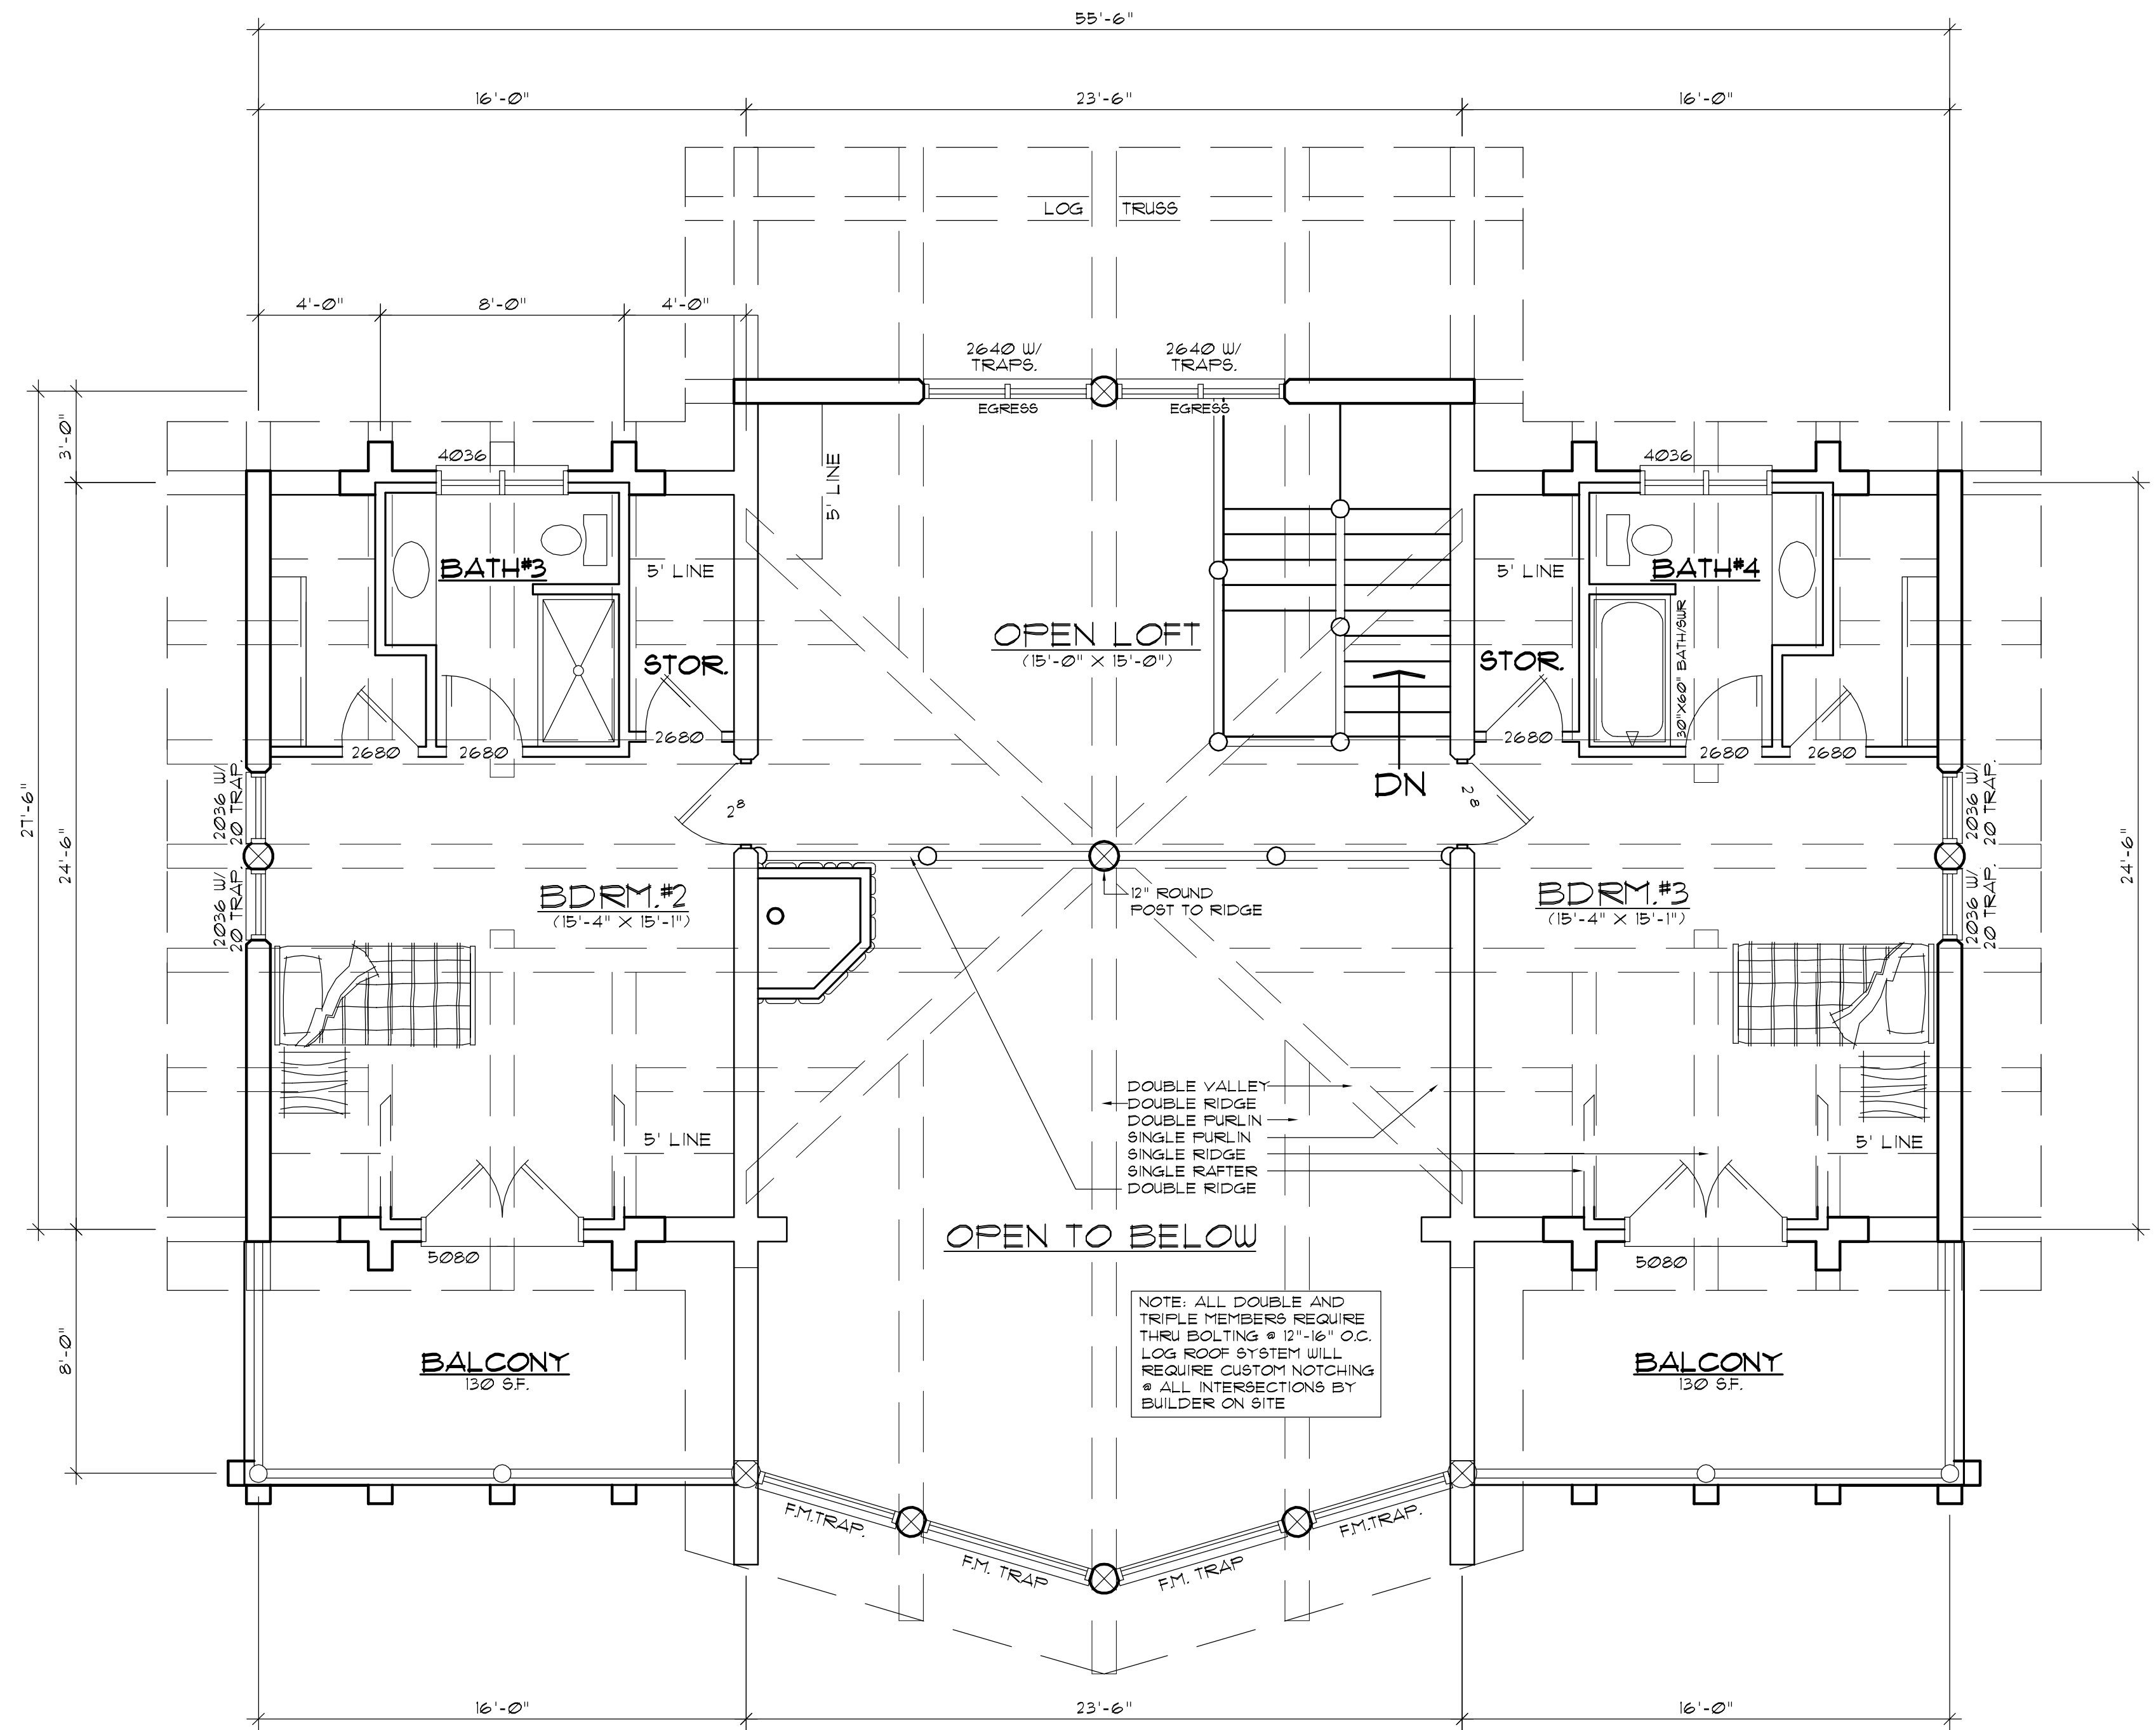 55'-6"
16'-0"
23'-6"
16'-0"
LOG TRUSS
4'-0"
8'-0"
4'-0"
2640 W/
TRAPS.
2640 W/
TRAPS.
EGRESS
EGRESS
3'-0"
4036
4036
5' LINE
BATH#3
5' LINE
5' LINE
BATH#4
30"X60" BATH/SWR
OPEN LOFT
(15'-0" X 15'-0")
STOR.
STOR.
2680
2680
2680
2680
2680
2680
DN
2036 W/
20 TRAP.
2036 W/
20 TRAP.
28
28
27'-6"
24'-6"
24'-6"
2036 W/
20 TRAP.
2036 W/
20 TRAP.
BDRM.#2
(15'-4" X 15'-1")
12" ROUND
POST TO RIDGE
BDRM.#3
(15'-4" X 15'-1")
DOUBLE VALLEY
DOUBLE RIDGE
DOUBLE PURLIN
SINGLE PURLIN
SINGLE RIDGE
SINGLE RAFTER
DOUBLE RIDGE
5' LINE
5' LINE
OPEN TO BELOW
5080
5080
NOTE: ALL DOUBLE AND
TRIPLE MEMBERS REQUIRE
THRU BOLTING @ 12"-16" O.C.
LOG ROOF SYSTEM WILL
REQUIRE CUSTOM NOTCHING
@ ALL INTERSECTIONS BY
BUILDER ON SITE
8'-0"
BALCONY
130 S.F.
BALCONY
130 S.F.
F.M.TRAP.
F.M. TRAP
F.M. TRAP
F.M.TRAP.
16'-0"
23'-6"
16'-0"